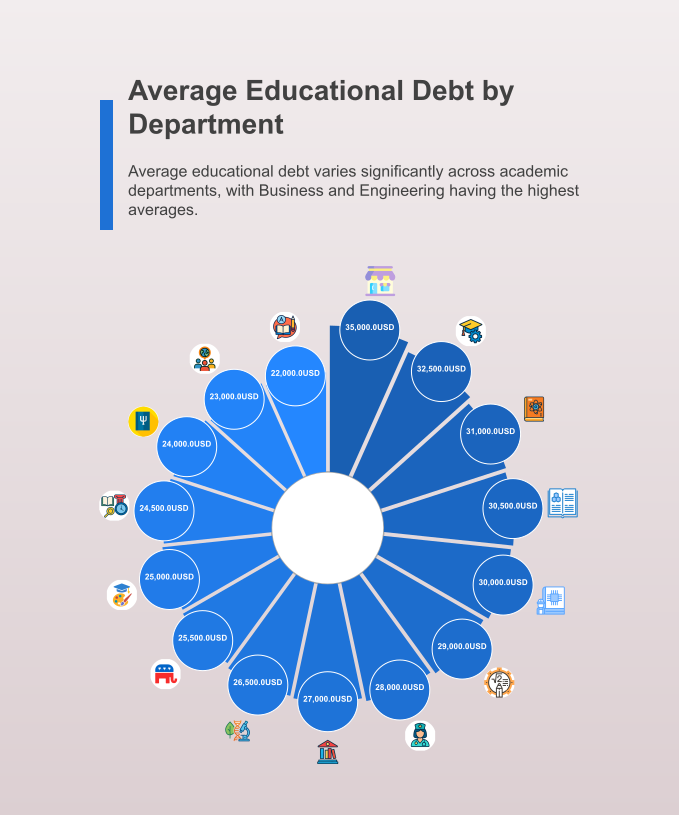 Average Educational Debt by
Department
Average educational debt varies significantly across academic
departments, with Business and Engineering having the highest
averages.
35,000.0USD
32,500.0USD
31,000.0USD
30,500.0USD
30,000.0USD
29,000.0USD
28,000.0USD
27,000.0USD
26,500.0USD
25,500.0USD
25,000.0USD
24,500.0USD
24,000.0USD
23,000.0USD
22,000.0USD